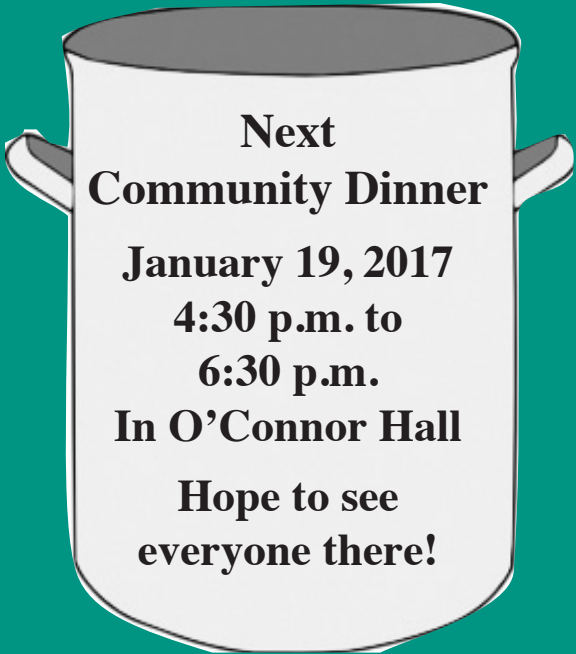 Next
Community Dinner
January 19, 2017
4:30 p.m. to
6:30 p.m.
In O’Connor Hall
Hope to see
everyone there!